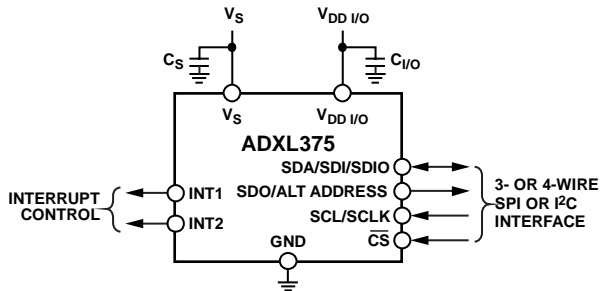 VS
VDD I/O
CS
CI/O
VS
VDD I/O
ADXL375
SDA/SDI/SDIO
SDO/ALT ADDRESS
SCL/SCLK
C̅S̅
INT1
INT2
GND
INTERRUPT
CONTROL
3- OR 4-WIRE
SPI OR I²C
INTERFACE